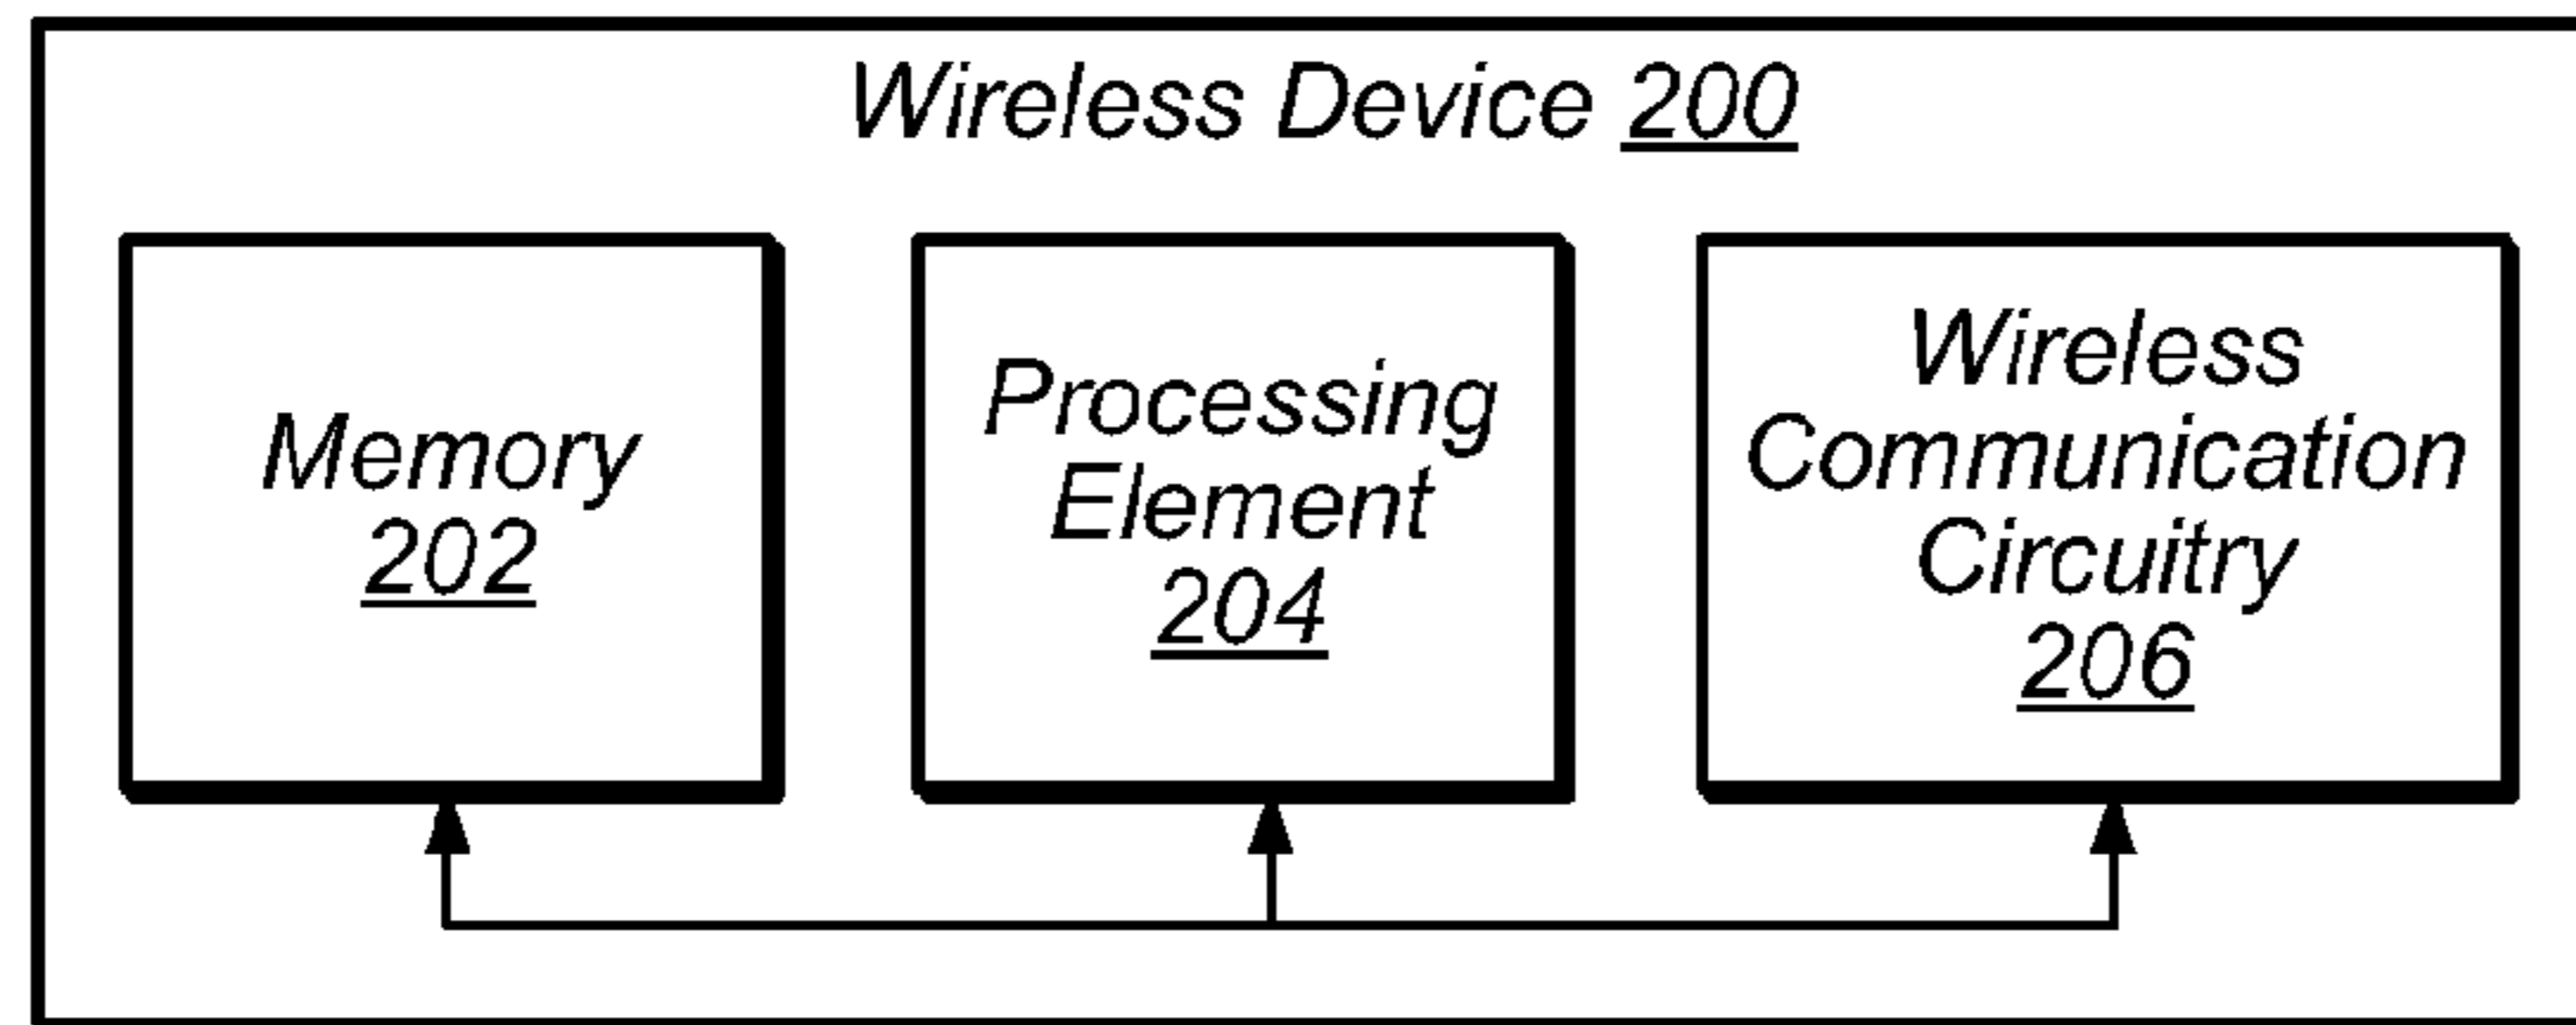 Wireless Device 200
Memory
202
Processing
Element
204
Wireless
Communication
Circuitry
206